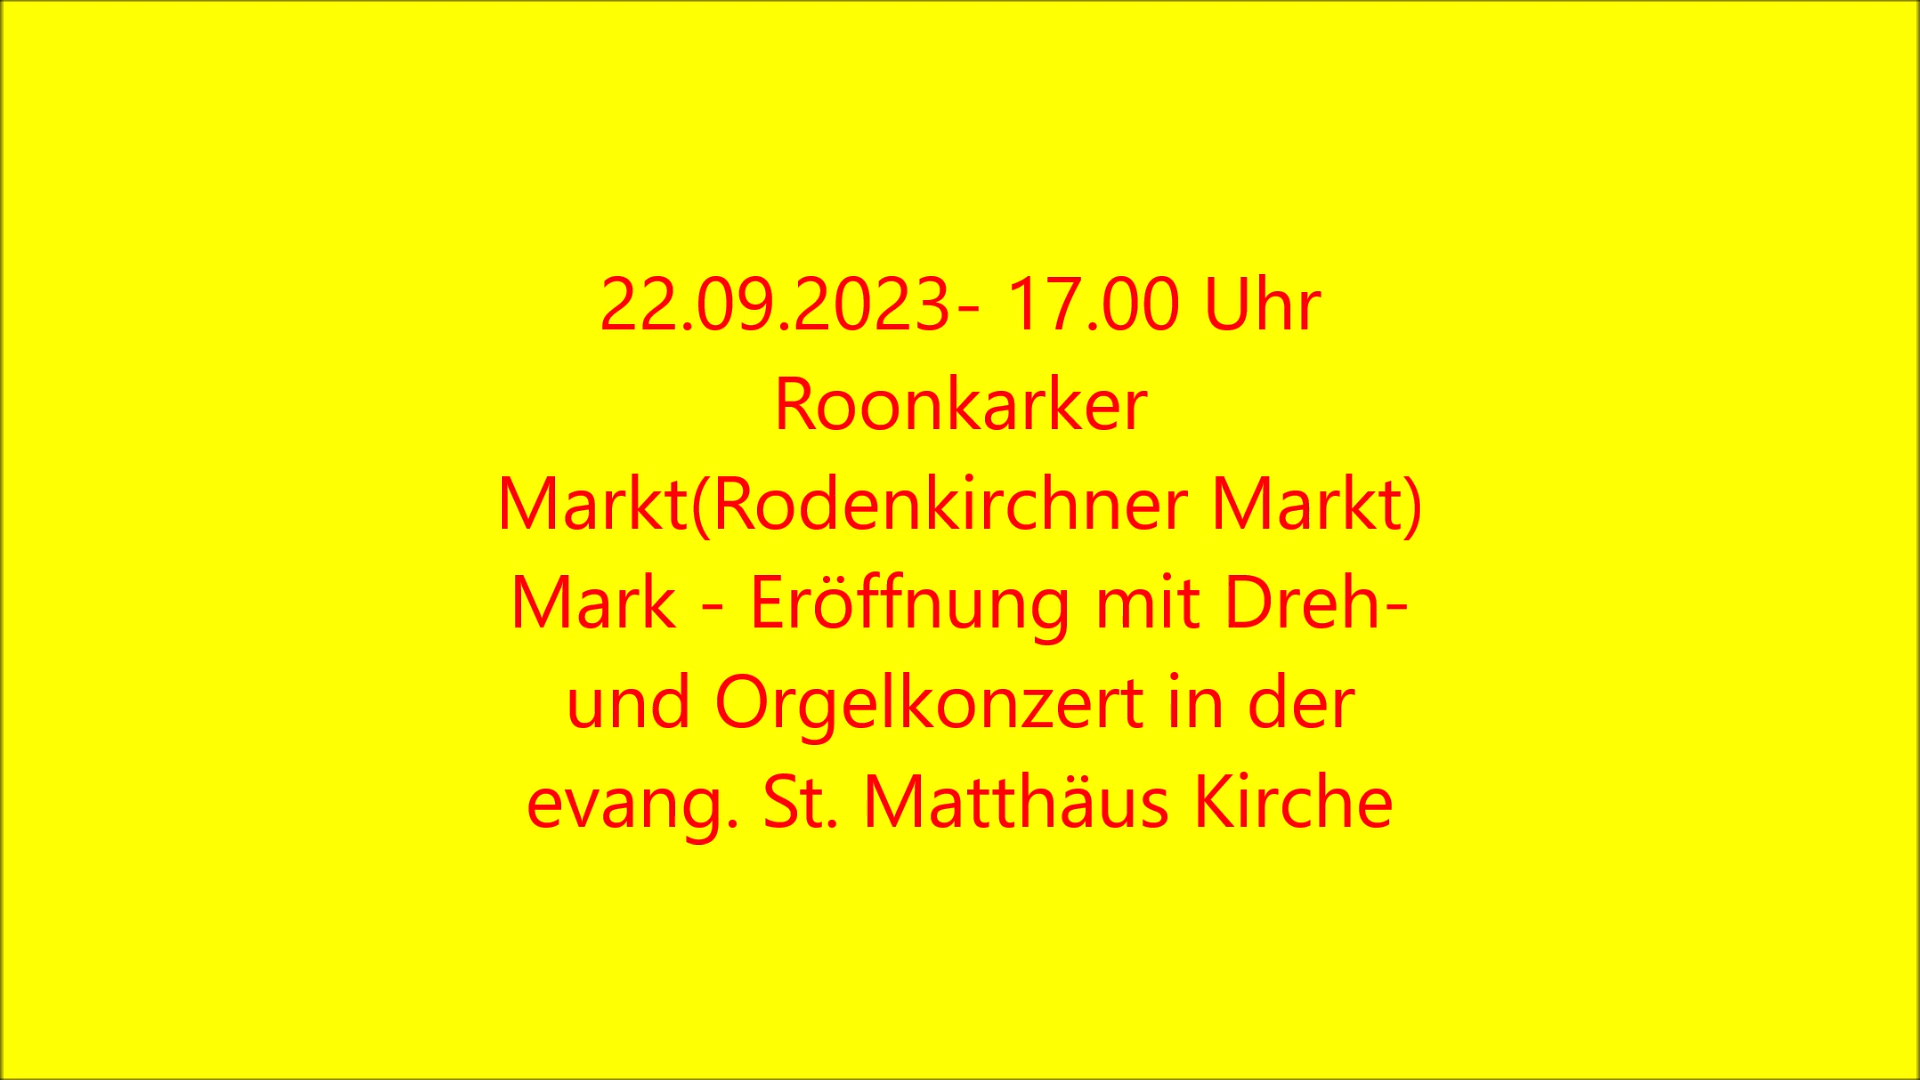 22.09.2023- 17.00 Uhr
Roonkarker
Markt(Rodenkirchner Markt)
Mark - Eröffnung mit Dreh-
und Orgelkonzert in der
evang. St. Matthäus Kirche